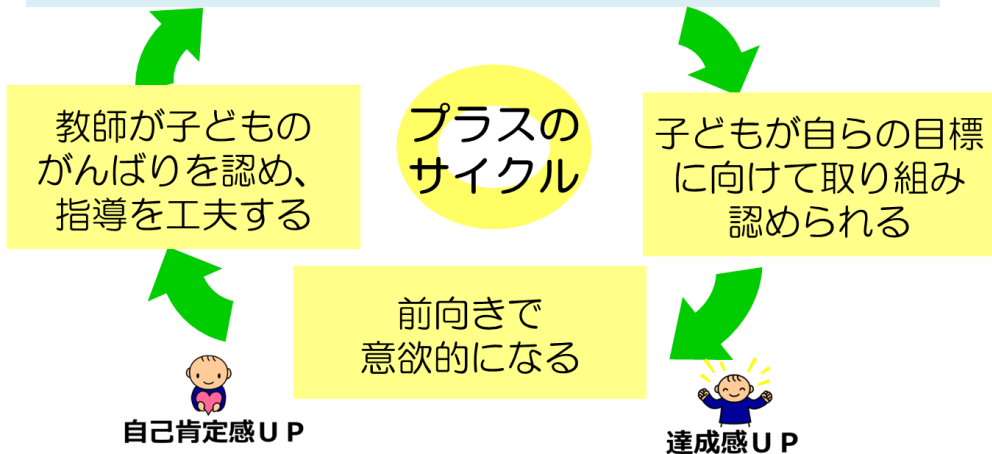 プラスの
サイクル
子どもが自らの目標
に向けて取り組み
認められる
達成感ＵＰ
前向きで
意欲的になる
自己肯定感ＵＰ
教師が子どもの
がんばりを認め、
指導を工夫する